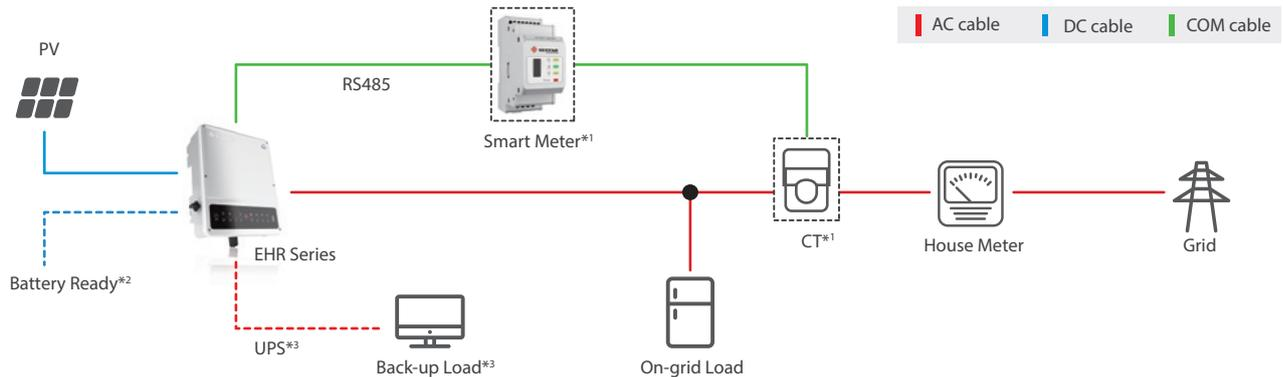 AC cable
DC cable
COM cable
PV
RS485
Smart Meter*1
EHR Series
CT*1
House Meter
Grid
Battery Ready*2
UPS*3
Back-up Load*3
On-grid Load